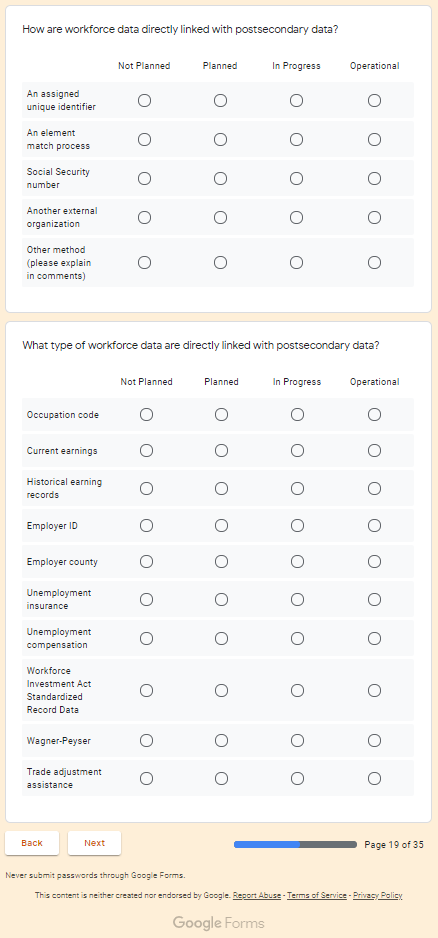 How are workforce data directly linked with postsecondary data?
Not Planned Planned In Progress Operational
An assigned
unique identifier
An element
match process
Social Security
number
Another external
organization
Other method
(please explain
in comments)
What type of workforce data are directly linked with postsecondary data?
Not Planned Planned In Progress Operational
Occupation code
Current earnings
Historical earning
records
Employer ID
Employer county
Unemployment
insurance
Unemployment
compensation
Workforce
Investment Act
Standardized
Record Data
Wagner-Peyser
Trade adjustment
assistance
Back Next Page 19 of 35
Never submit passwords through Google Forms.
This content is neither created nor endorsed by Google. Report Abuse - Terms of Service - Privacy Policy
Google Forms